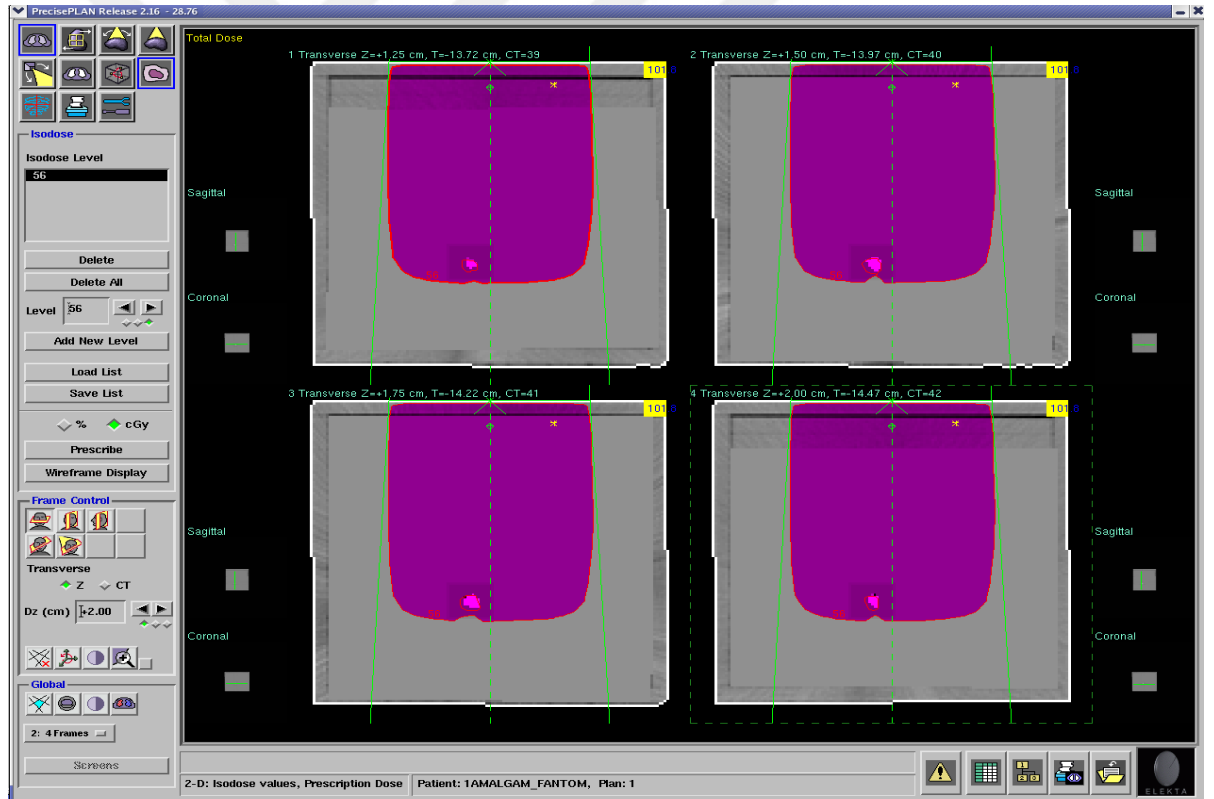 PrecisePLAN Release 2.16 - 28.76
Total Dose
1 Transverse Z=+1,25 cm, T=-13.72 cm, CT=39
2 Transverse Z=+1,50 cm, T=-13.97 cm, CT=40
101.6
101.6
Isodose
Isodose Level
56
Delete
Delete All
Level 56
Add New Level
Load List
Save List
% cGy
Prescribe
Wireframe Display
Sagittal
Sagittal
Coronal
Coronal
56
56
3 Transverse Z=+1,75 cm, T=-14.22 cm, CT=41
4 Transverse Z=+2,00 cm, T=-14.47 cm, CT=42
Frame Control
Transverse
Z CT
Dz (cm) +2.00
Sagittal
Sagittal
Coronal
Coronal
56
56
Global
2: 4 Frames
Screens
2-D: Isodose values, Prescription Dose
Patient: 1AMALGAM_FANTOM, Plan: 1
ELEKTA